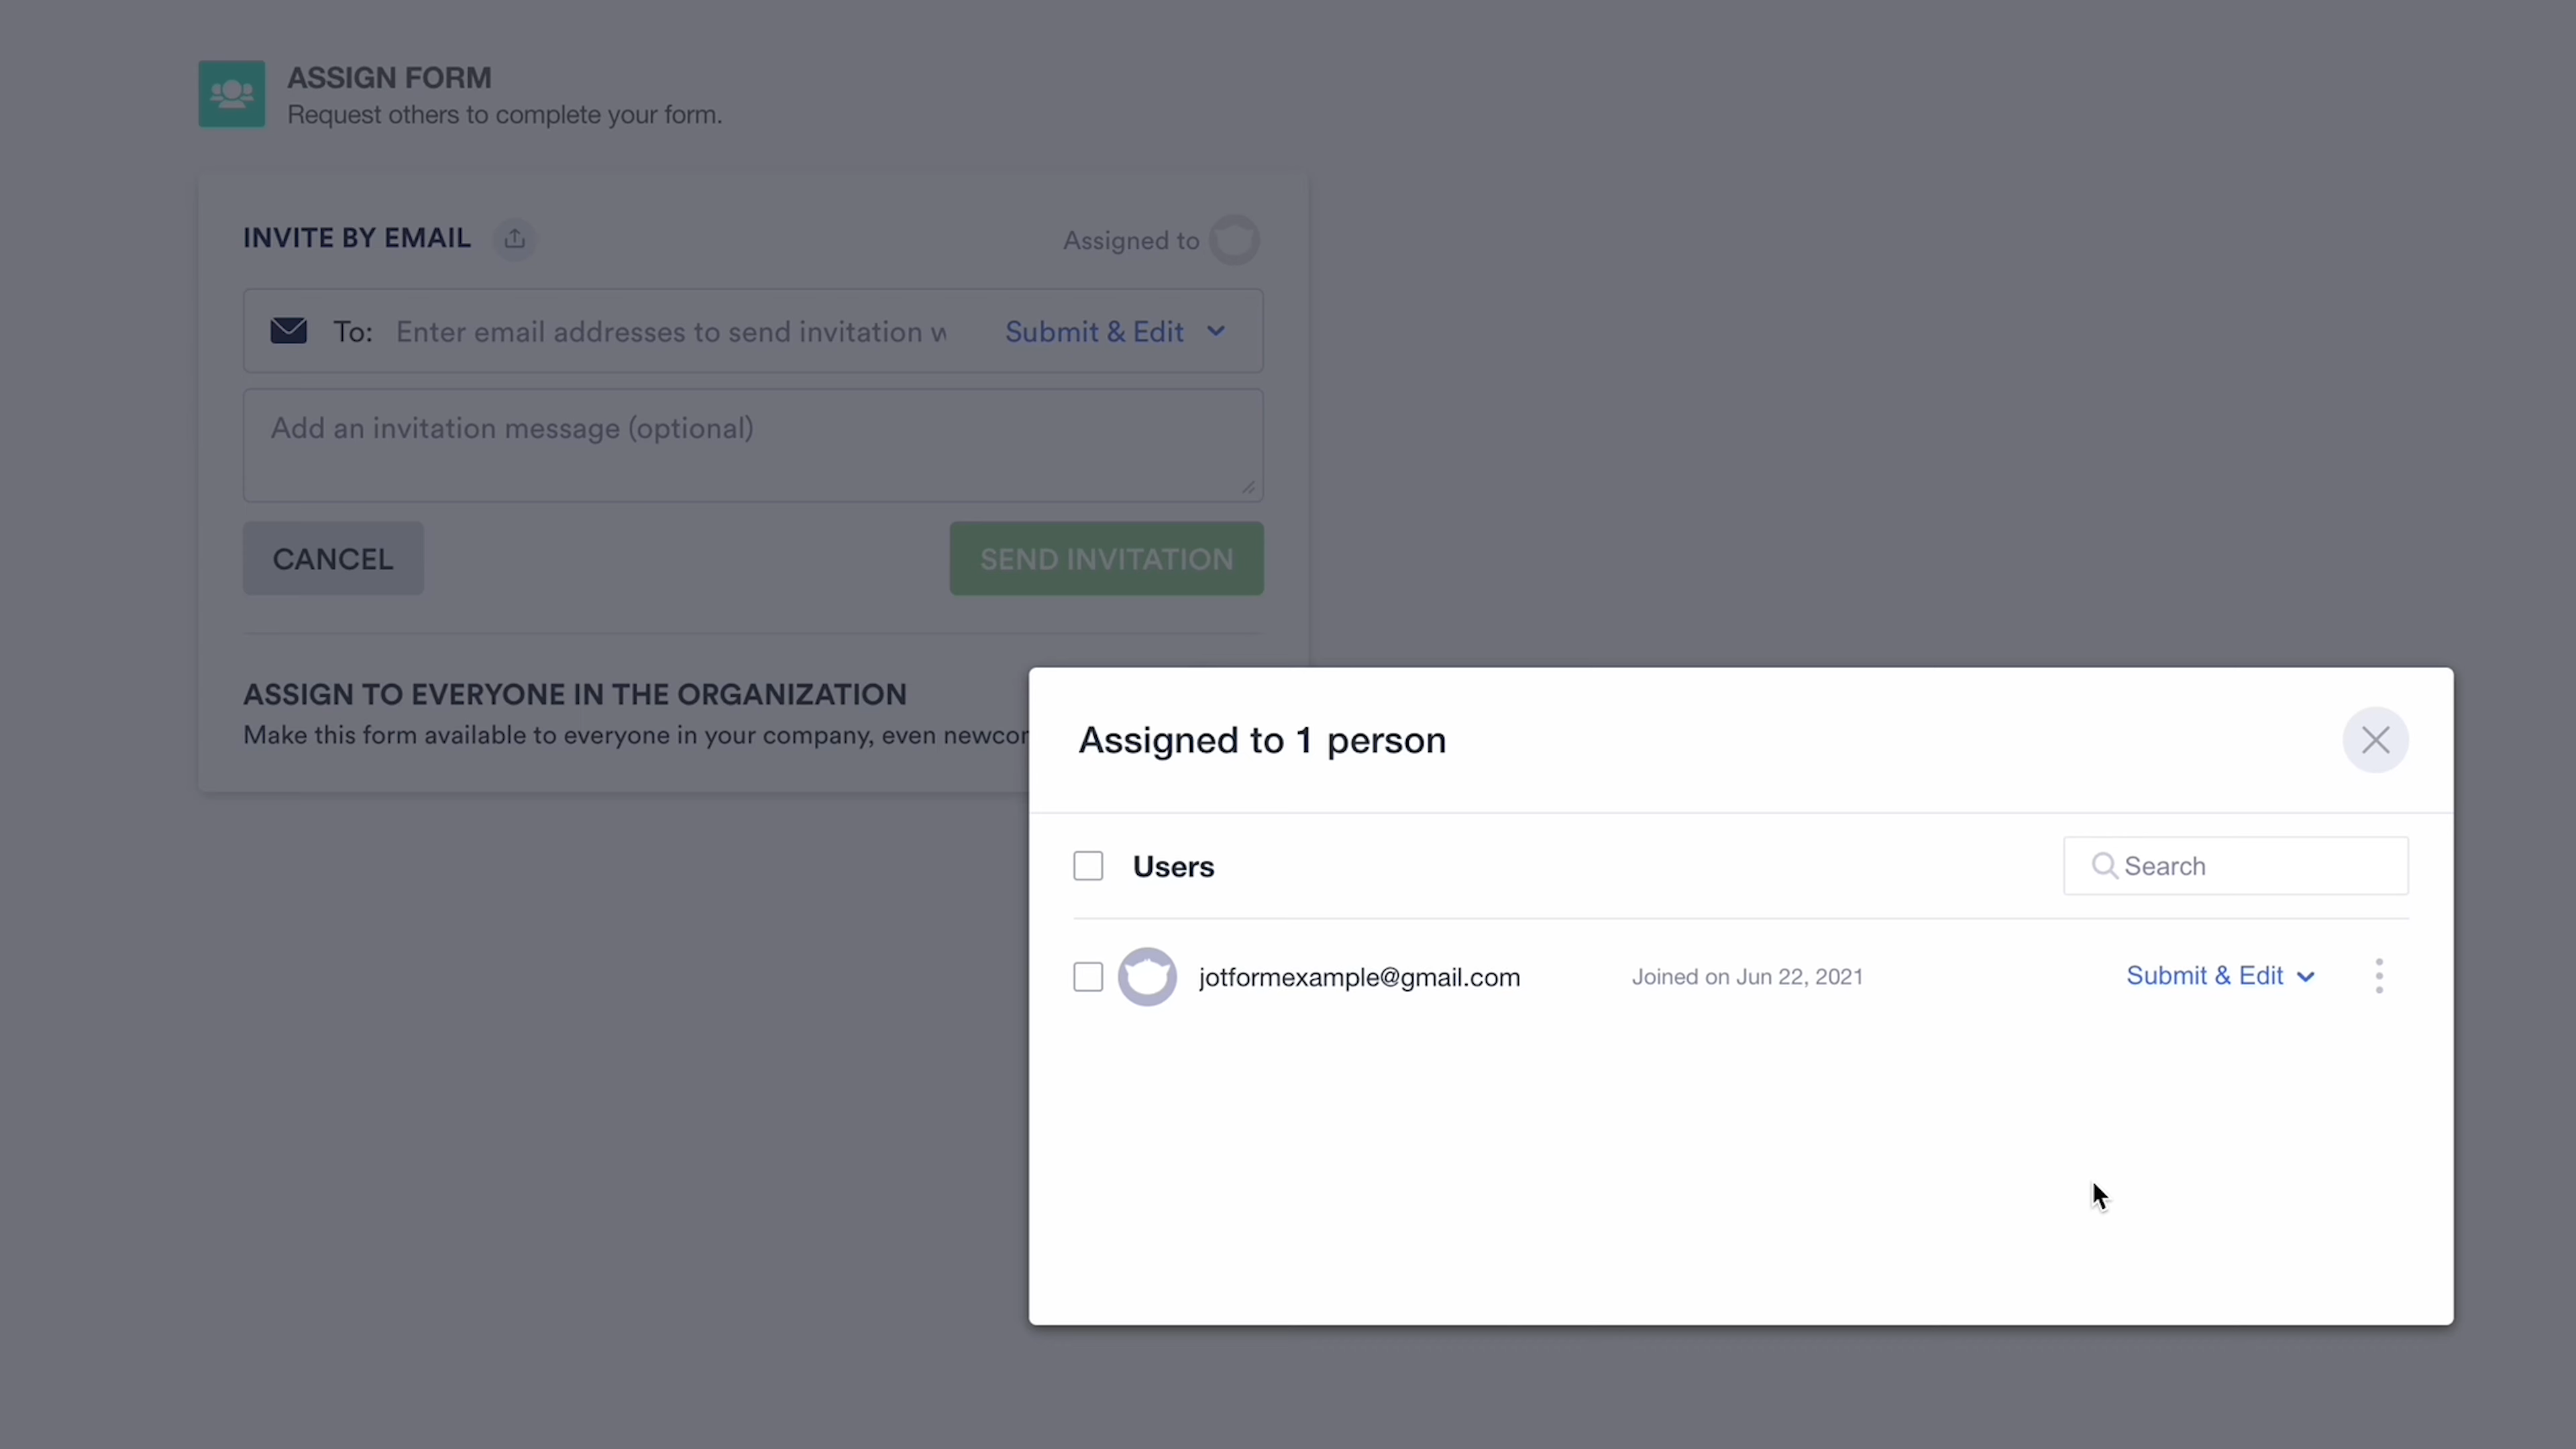 ASSIGN FORM
Request others to complete your form.
INVITE BY EMAIL
Assigned to
To: Enter email addresses to send invitation w
Submit & Edit
Add an invitation message (optional)
CANCEL
SEND INVITATION
ASSIGN TO EVERYONE IN THE ORGANIZATION
Make this form available to everyone in your company, even newcor
Assigned to 1 person
Users
Search
jotformexample@gmail.com
Joined on Jun 22, 2021
Submit & Edit